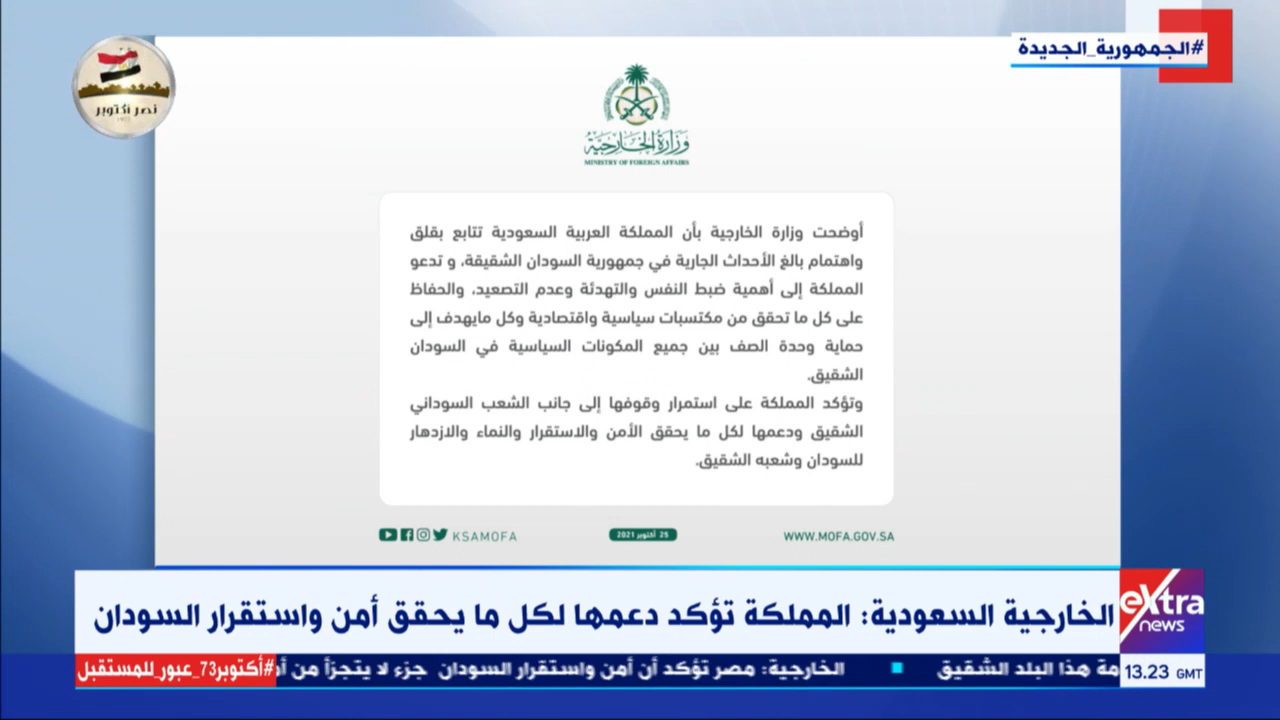 #الجمهورية_الجديدة
نصر أكتوبر
وزارة الخارجية
MINISTRY OF FOREIGN AFFAIRS
أوضحت وزارة الخارجية بأن المملكة العربية السعودية تتابع بقلق
واهتمام بالغ الأحداث الجارية في جمهورية السودان الشقيقة، و تدعو
المملكة إلى أهمية ضبط النفس والتهدئة وعدم التصعيد، والحفاظ
على كل ما تحقق من مكتسبات سياسية واقتصادية وكل مايهدف إلى
حماية وحدة الصف بين جميع المكونات السياسية في السودان
الشقيق.
وتؤكد المملكة على استمرار وقوفها إلى جانب الشعب السوداني
الشقيق ودعمها لكل ما يحقق الأمن والاستقرار والنماء والازدهار
للسودان وشعبه الشقيق.
KSAMOFA
25 أكتوبر 2021
WWW.MOFA.GOV.SA
الخارجية السعودية: المملكة تؤكد دعمها لكل ما يحقق أمن واستقرار السودان
eXtra
news
مة هذا البلد الشقيق ■ الخارجية: مصر تؤكد أن أمن واستقرار السودان جزء لا يتجزأ من أ
#أكتوبر73_عبور_للمستقبل
13.23 GMT